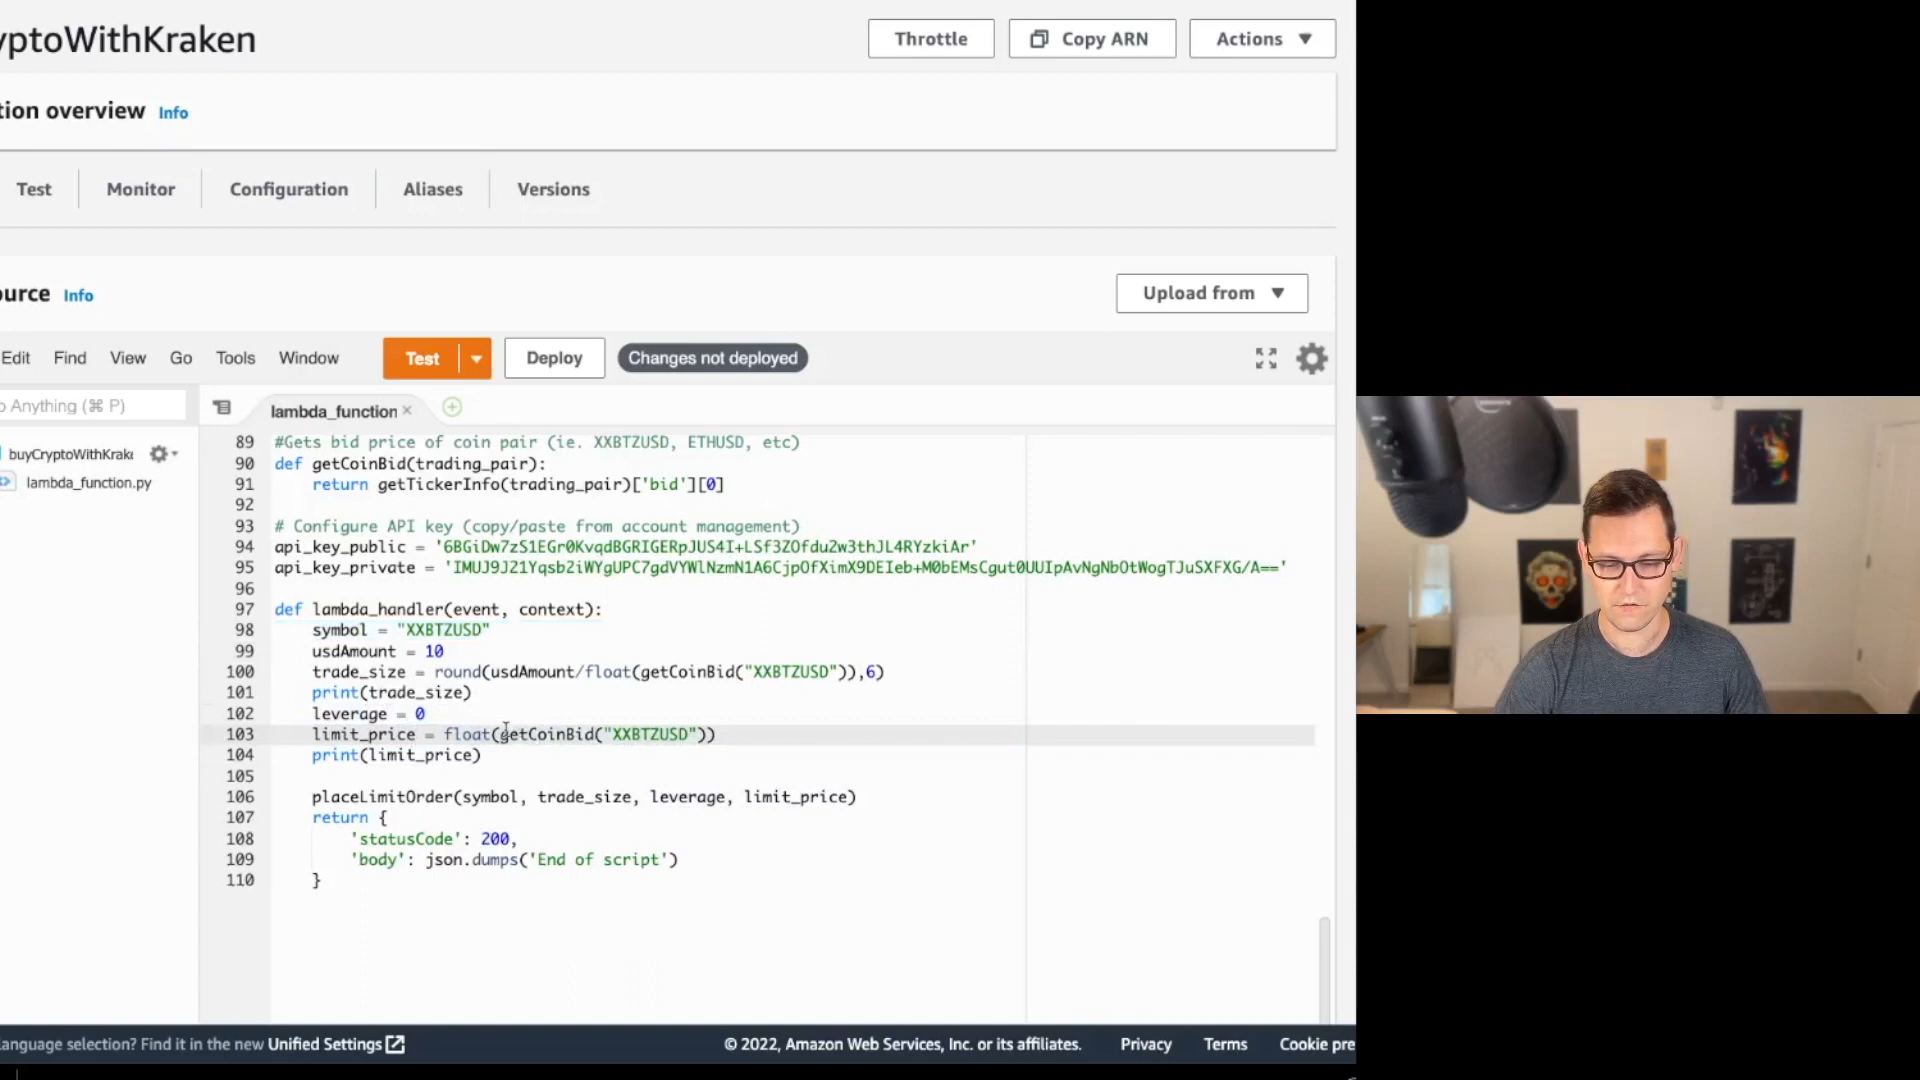 yptoWithKraken
Throttle
Copy ARN
Actions
tion overview Info
Test
Monitor
Configuration
Aliases
Versions
ource Info
Upload from
Edit Find View Go Tools Window
Test
Deploy
Changes not deployed
o Anything (⌘ P)
lambda_function
buyCryptoWithKrak
lambda_function.py
89 #Gets bid price of coin pair (ie. XXBTZUSD, ETHUSD, etc)
90 def getCoinBid(trading_pair):
91 return getTickerInfo(trading_pair)['bid'][0]
92
93 # Configure API key (copy/paste from account management)
94 api_key_public = '6BGiDw7zS1EGr0KvqdBGRIGERpJUS4I+LSf3ZOfdu2w3thJL4RYzkiAr'
95 api_key_private = 'IMUJ9J21Yqsb2iWYgUPC7gdVYWlNzmN1A6CjpOfXimX9DEIeb+M0bEMsCgut0UUIpAvNgNbOtWogTJuSXFXG/A=='
96
97 def lambda_handler(event, context):
98 symbol = "XXBTZUSD"
99 usdAmount = 10
100 trade_size = round(usdAmount/float(getCoinBid("XXBTZUSD")),6)
101 print(trade_size)
102 leverage = 0
103 limit_price = float(getCoinBid("XXBTZUSD"))
104 print(limit_price)
105
106 placeLimitOrder(symbol, trade_size, leverage, limit_price)
107 return {
108 'statusCode': 200,
109 'body': json.dumps('End of script')
110 }
language selection? Find it in the new Unified Settings
© 2022, Amazon Web Services, Inc. or its affiliates.
Privacy
Terms
Cookie pre